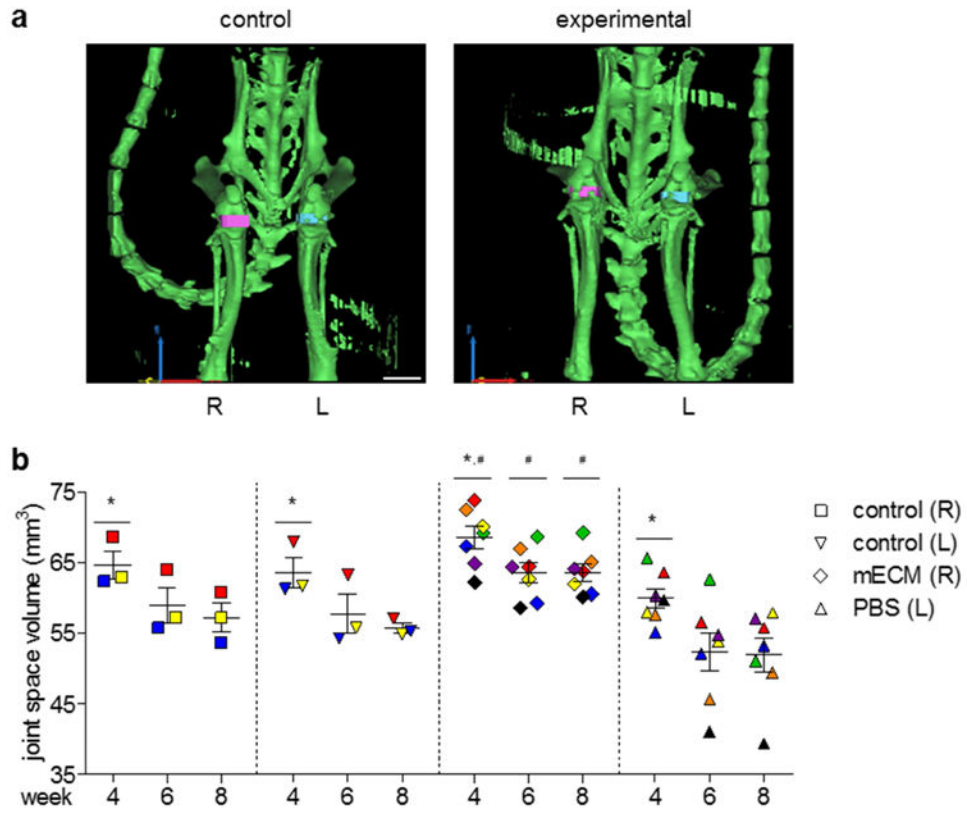 a
control experimental
R L R L
b
*,# # #
* * *
joint space volume (mm³)
75
65
55
45
35
week 4 6 8 4 6 8 4 6 8 4 6 8
control (R)
control (L)
mECM (R)
PBS (L)